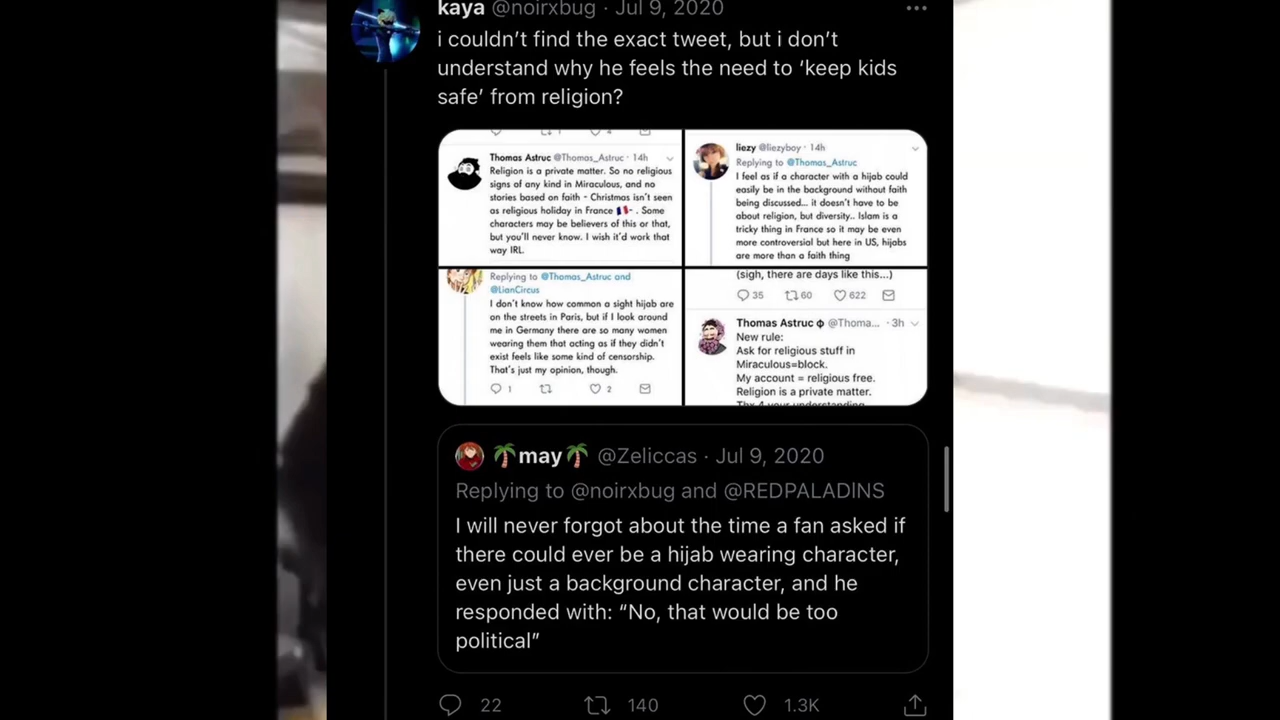 kaya @noirxbug · Jul 9, 2020
i couldn't find the exact tweet, but i don't
understand why he feels the need to ‘keep kids
safe’ from religion?
Thomas Astruc @Thomas_Astruc · 14h
Religion is a private matter. So no religious
signs of any kind in Miraculous, and no
stories based on faith - Christmas isn't seen
as religious holiday in France 🇫🇷- . Some
characters may be believers of this or that,
but you'll never know. I wish it'd work that
way IRL.
liezy @liezyboy · 14h
Replying to @Thomas_Astruc
I feel as if a character with a hijab could
easily be in the background without faith
being discussed... it doesn't have to be
about religion, but diversity.. Islam is a
tricky thing in France so it may be even
more controversial but here in US, hijabs
are more than a faith thing
Replying to @Thomas_Astruc and
@LianCircus
I don't know how common a sight hijab are
on the streets in Paris, but if I look around
me in Germany there are so many women
wearing them that acting as if they didn't
exist feels like some kind of censorship.
That's just my opinion, though.
1 2
(sigh, there are days like this...)
35 60 622
Thomas Astruc Φ @Thoma... · 3h
New rule:
Ask for religious stuff in
Miraculous=block.
My account = religious free.
Religion is a private matter.
Thx 4 your understanding
🌴may🌴 @Zeliccas · Jul 9, 2020
Replying to @noirxbug and @REDPALADINS
I will never forgot about the time a fan asked if
there could ever be a hijab wearing character,
even just a background character, and he
responded with: “No, that would be too
political”
22 140 1.3K